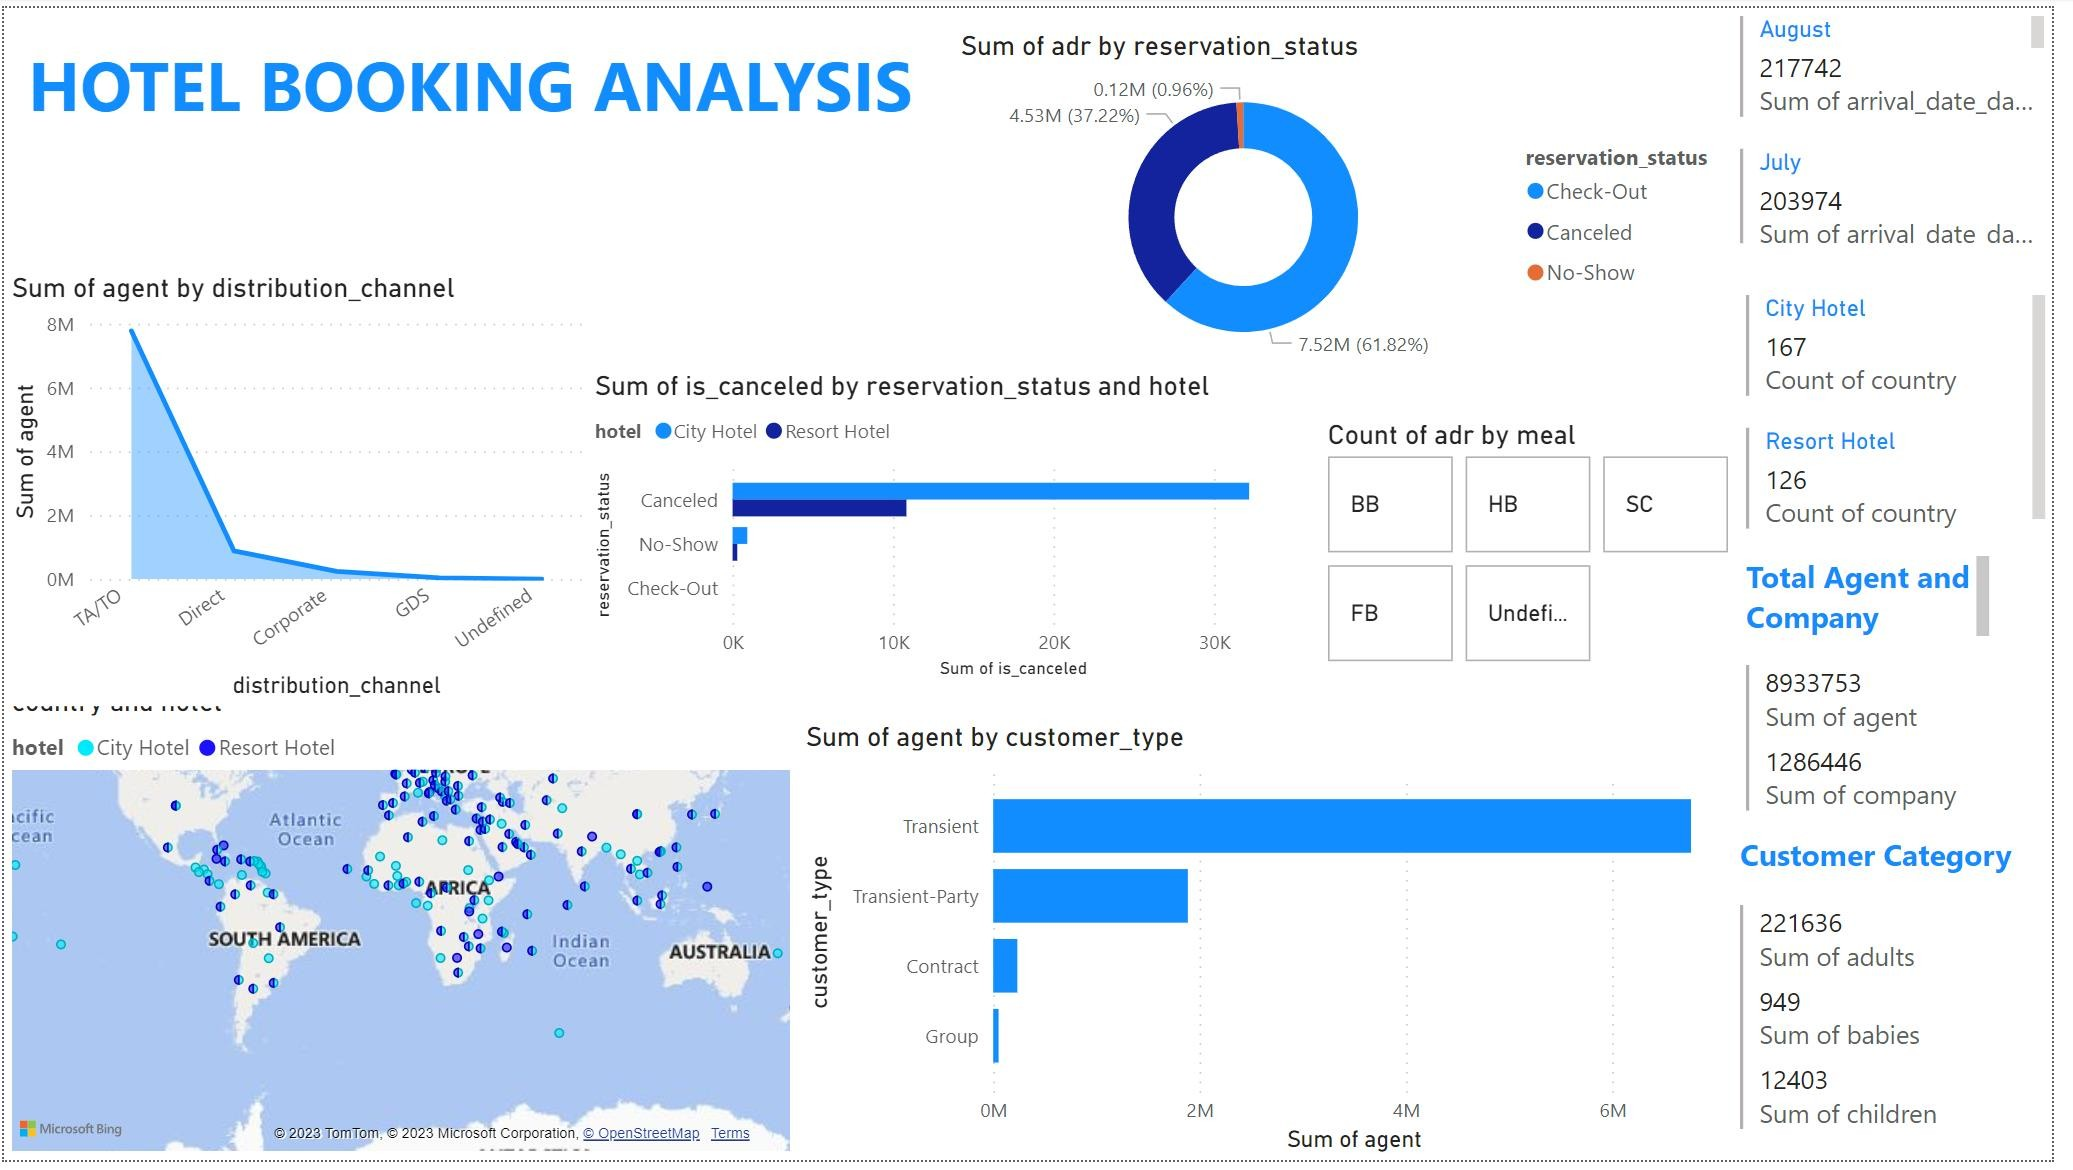 HOTEL BOOKING ANALYSIS
Sum of adr by reservation_status
0.12M (0.96%)
4.53M (37.22%)
7.52M (61.82%)
reservation_status
Check-Out
Canceled
No-Show
August
217742
Sum of arrival_date_da...
July
203974
Sum of arrival_date_da...
City Hotel
167
Count of country
Resort Hotel
126
Count of country
Sum of agent by distribution_channel
Sum of agent
8M
6M
4M
2M
0M
TA/TO
Direct
Corporate
GDS
Undefined
distribution_channel
Sum of is_canceled by reservation_status and hotel
hotel City Hotel Resort Hotel
reservation_status
Canceled
No-Show
Check-Out
0K 10K 20K 30K
Sum of is_canceled
Count of adr by meal
BB HB SC
FB Undefi...
Total Agent and
Company
8933753
Sum of agent
1286446
Sum of company
Customer Category
221636
Sum of adults
949
Sum of babies
12403
Sum of children
country and hotel
hotel City Hotel Resort Hotel
acific
cean
Atlantic
Ocean
AFRICA
SOUTH AMERICA
Indian
Ocean
AUSTRALIA
Microsoft Bing
© 2023 TomTom, © 2023 Microsoft Corporation, © OpenStreetMap Terms
Sum of agent by customer_type
customer_type
Transient
Transient-Party
Contract
Group
0M 2M 4M 6M
Sum of agent